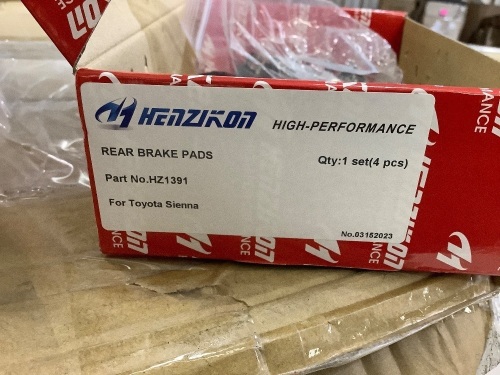 HENZIKON HIGH-PERFORMANCE
REAR BRAKE PADS Qty:1 set(4 pcs)
Part No.HZ1391
For Toyota Sienna
No.03152023